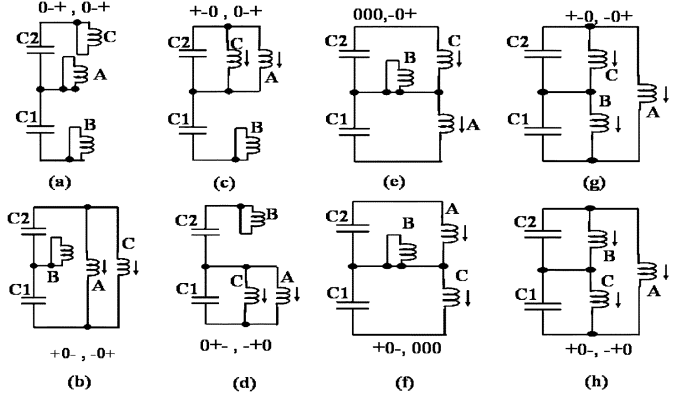 0-+ , 0-+
C2
C
A
C1
B
(a)
+-0 , 0-+
C2
C
A
C1
B
(c)
000,-0+
C2
C
B
C1
A
(e)
+-0, -0+
C2
C
B
A
C1
(g)
C2
C
B
A
C1
+0- , -0+
(b)
B
C2
C
A
C1
0+- , -+0
(d)
A
C2
B
C
C1
+0-, 000
(f)
C2
B
A
C
C1
+0-, -+0
(h)